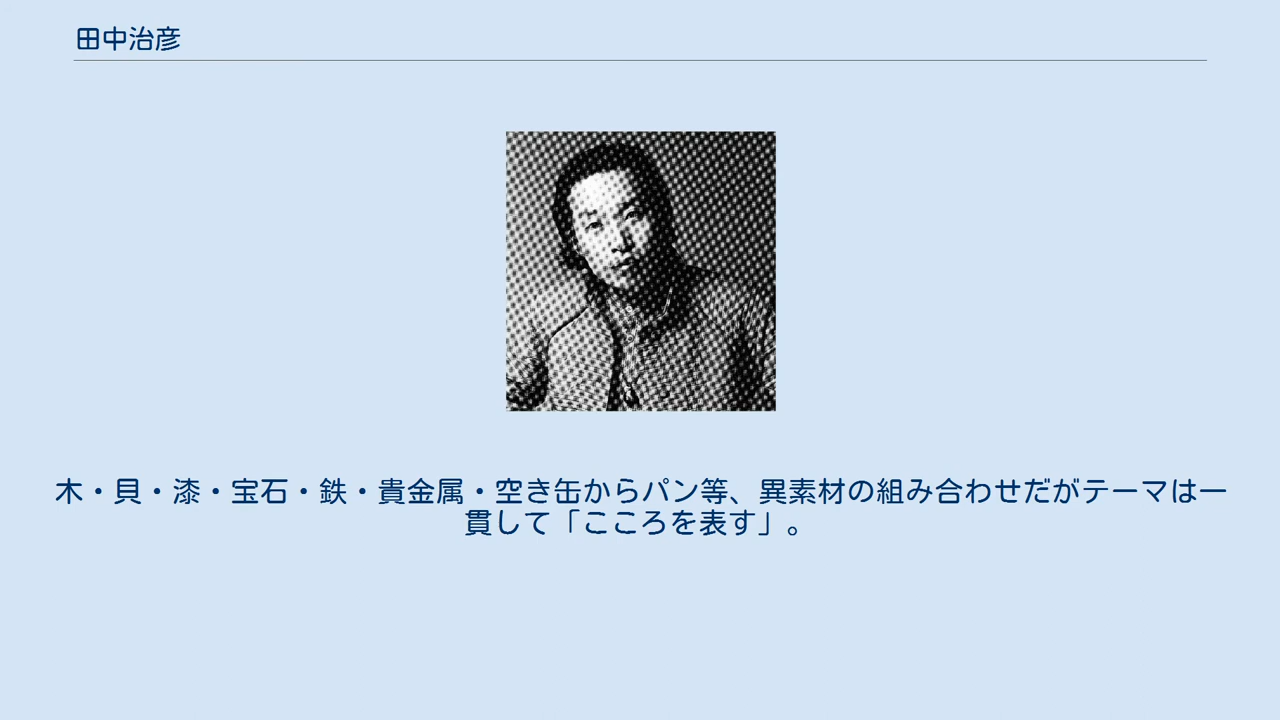 田中治彦
木・貝・漆・宝石・鉄・貴金属・空き缶からパン等、異素材の組み合わせだがテーマは一
貫して「こころを表す」。